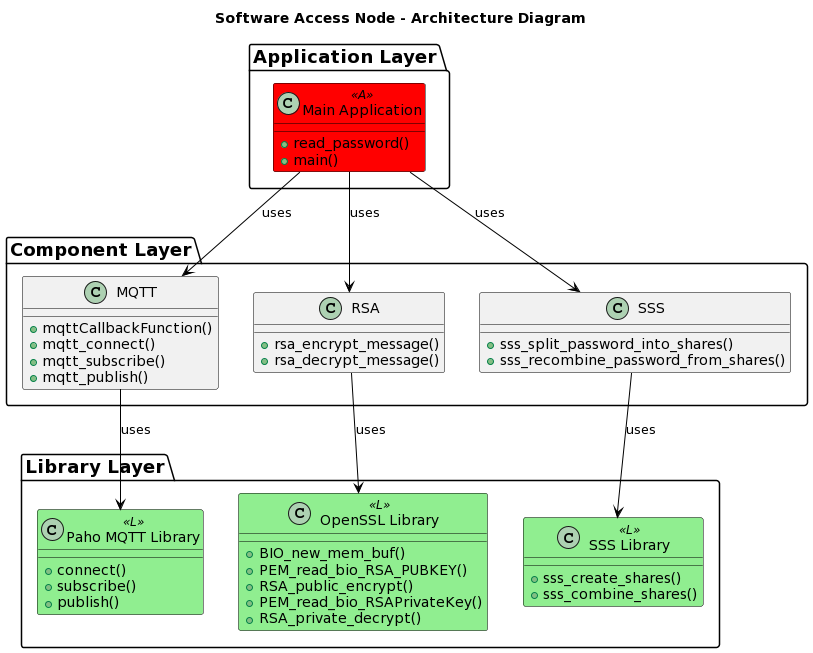 Software Access Node - Architecture Diagram
Application Layer
C
«A»
Main Application
read_password()
main()
uses
uses
uses
Component Layer
C MQTT
mqttCallbackFunction()
mqtt_connect()
mqtt_subscribe()
mqtt_publish()
C RSA
rsa_encrypt_message()
rsa_decrypt_message()
C SSS
sss_split_password_into_shares()
sss_recombine_password_from_shares()
uses
uses
uses
Library Layer
C
«L»
Paho MQTT Library
connect()
subscribe()
publish()
C
«L»
OpenSSL Library
BIO_new_mem_buf()
PEM_read_bio_RSA_PUBKEY()
RSA_public_encrypt()
PEM_read_bio_RSAPrivateKey()
RSA_private_decrypt()
C
«L»
SSS Library
sss_create_shares()
sss_combine_shares()